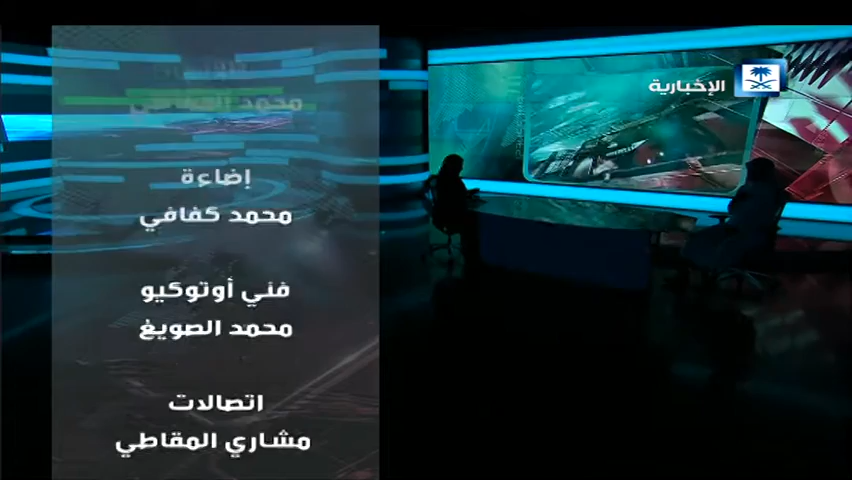 الإخبارية
إضاءة
محمد كفافي
فني أوتوكيو
محمد الصويغ
اتصالات
مشاري المقاطي